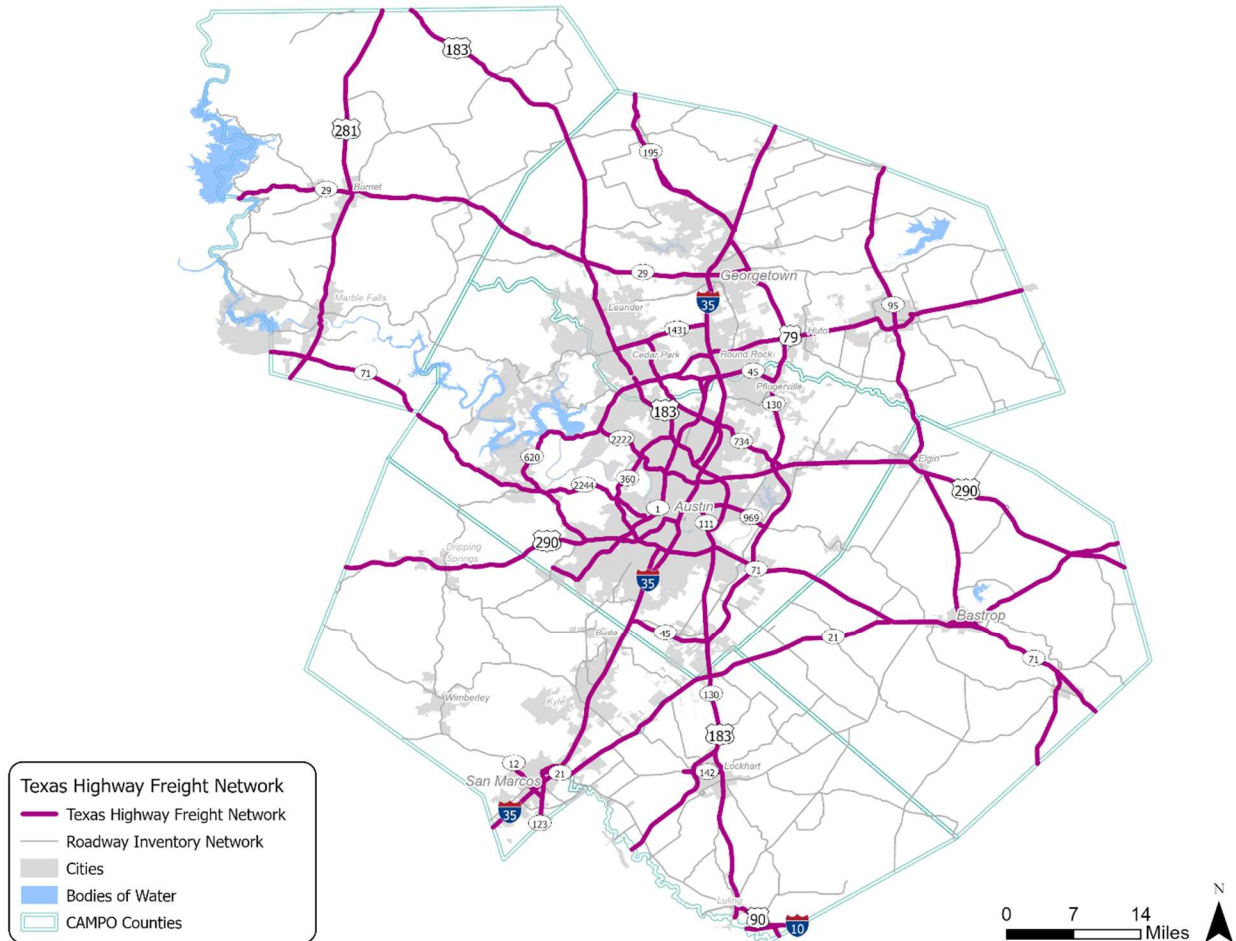 183
281
195
29
Burnet
29
Georgetown
35
95
Marble Falls
Leander
1431
79
Hutto
Cedar Park
Round Rock
71
45
Pflugerville
183
130
2222
734
620
360
2244
Elgin
290
1
Austin
111
969
290
Dripping
Springs
71
35
Bastrop
Buda
45
21
71
Wimberley
Kyle
130
183
12
San Marcos
21
142
Lockhart
35
123
Luling
90
10
Texas Highway Freight Network
Texas Highway Freight Network
Roadway Inventory Network
Cities
Bodies of Water
CAMPO Counties
N
0 7 14
Miles